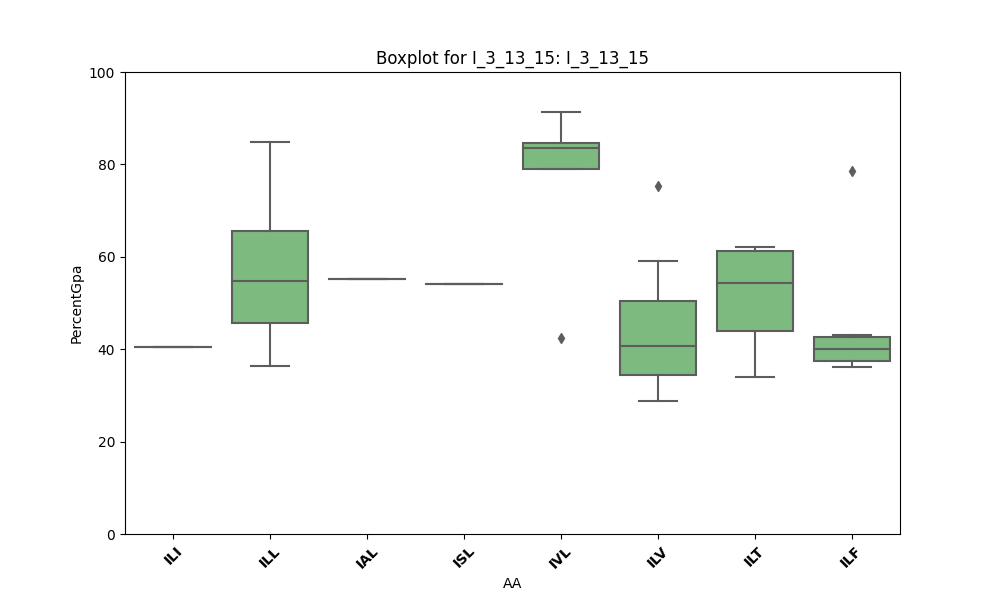 Boxplot for I_3_13_15: I_3_13_15
100
80
60
40
20
0
PercentGpa
ILI
ILL
IAL
ISL
IVL
ILV
ILT
ILF
AA